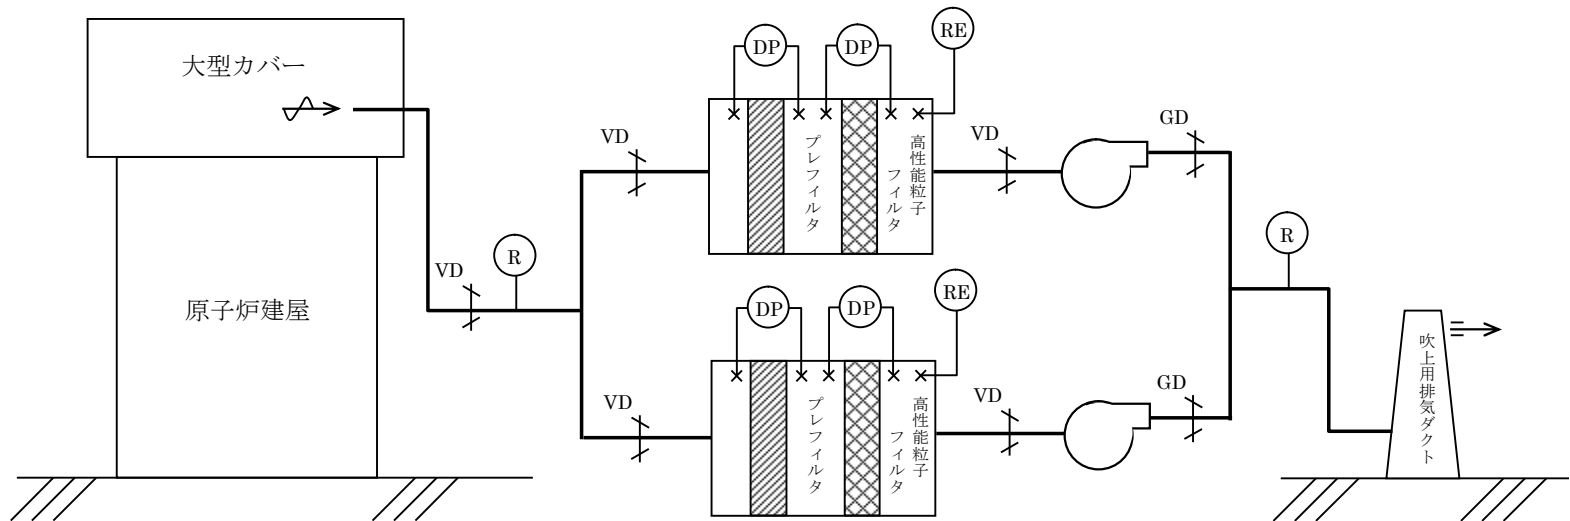 大型カバー
原子炉建屋
VD
R
VD
VD
DP
DP
RE
プレフィルタ
高性能粒子
フィルタ
VD
GD
DP
DP
RE
プレフィルタ
高性能粒子
フィルタ
VD
GD
R
吹上用排気ダクト